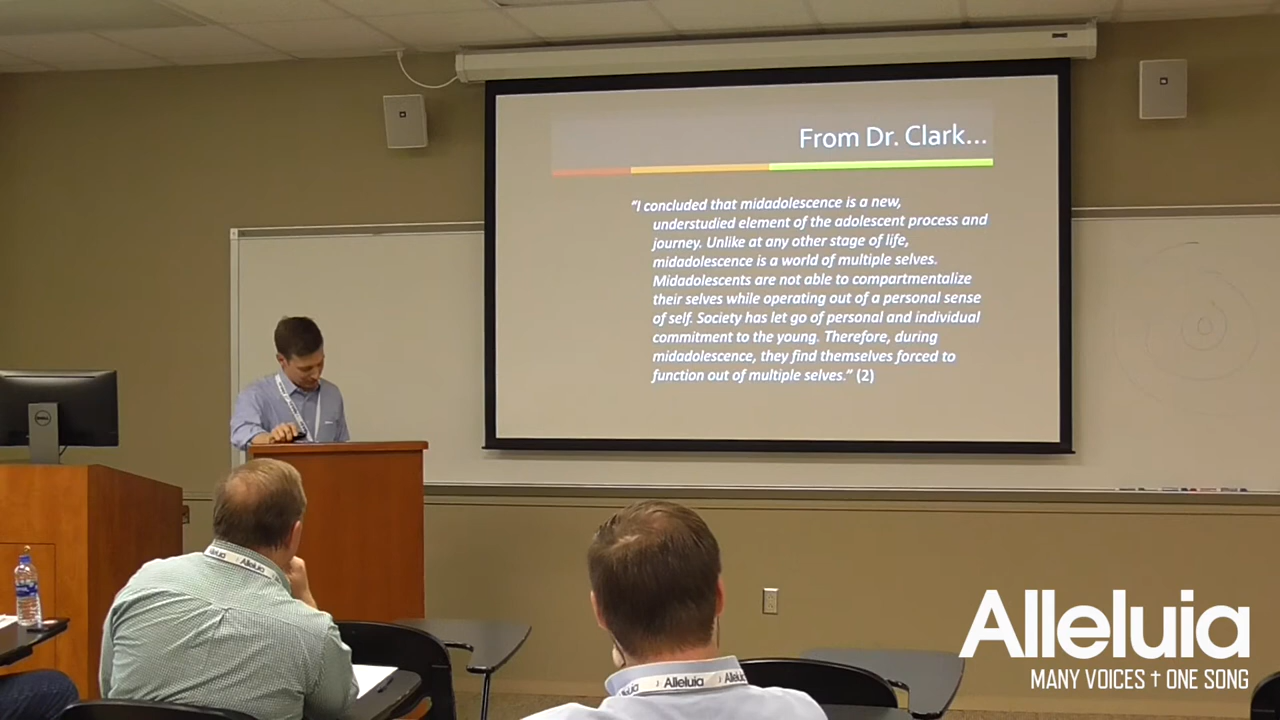 From Dr. Clark...
"I concluded that midadolescence is a new,
understudied element of the adolescent process and
journey. Unlike at any other stage of life,
midadolescence is a world of multiple selves.
Midadolescents are not able to compartmentalize
their selves while operating out of a personal sense
of self. Society has let go of personal and individual
commitment to the young. Therefore, during
midadolescence, they find themselves forced to
function out of multiple selves." (2)
DELL
Alleluia
Alleluia
Alleluia
MANY VOICES † ONE SONG